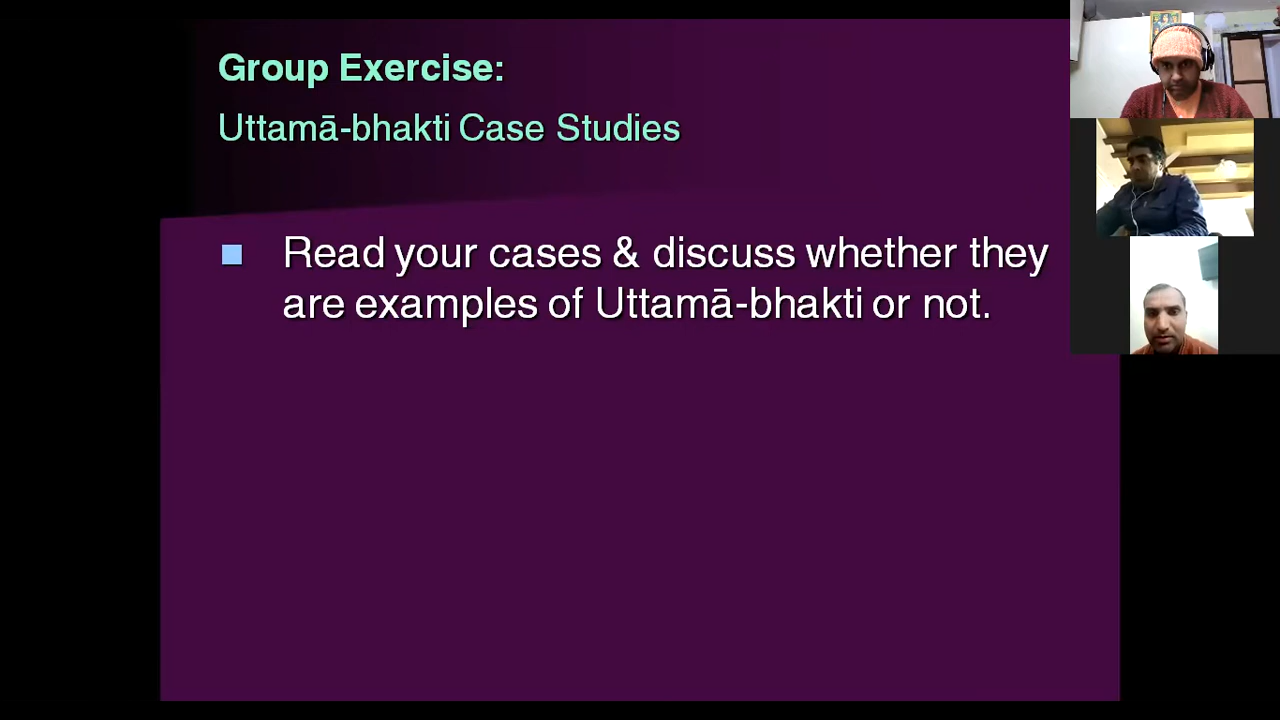 Group Exercise:
Uttamā-bhakti Case Studies
Read your cases & discuss whether they
are examples of Uttamā-bhakti or not.